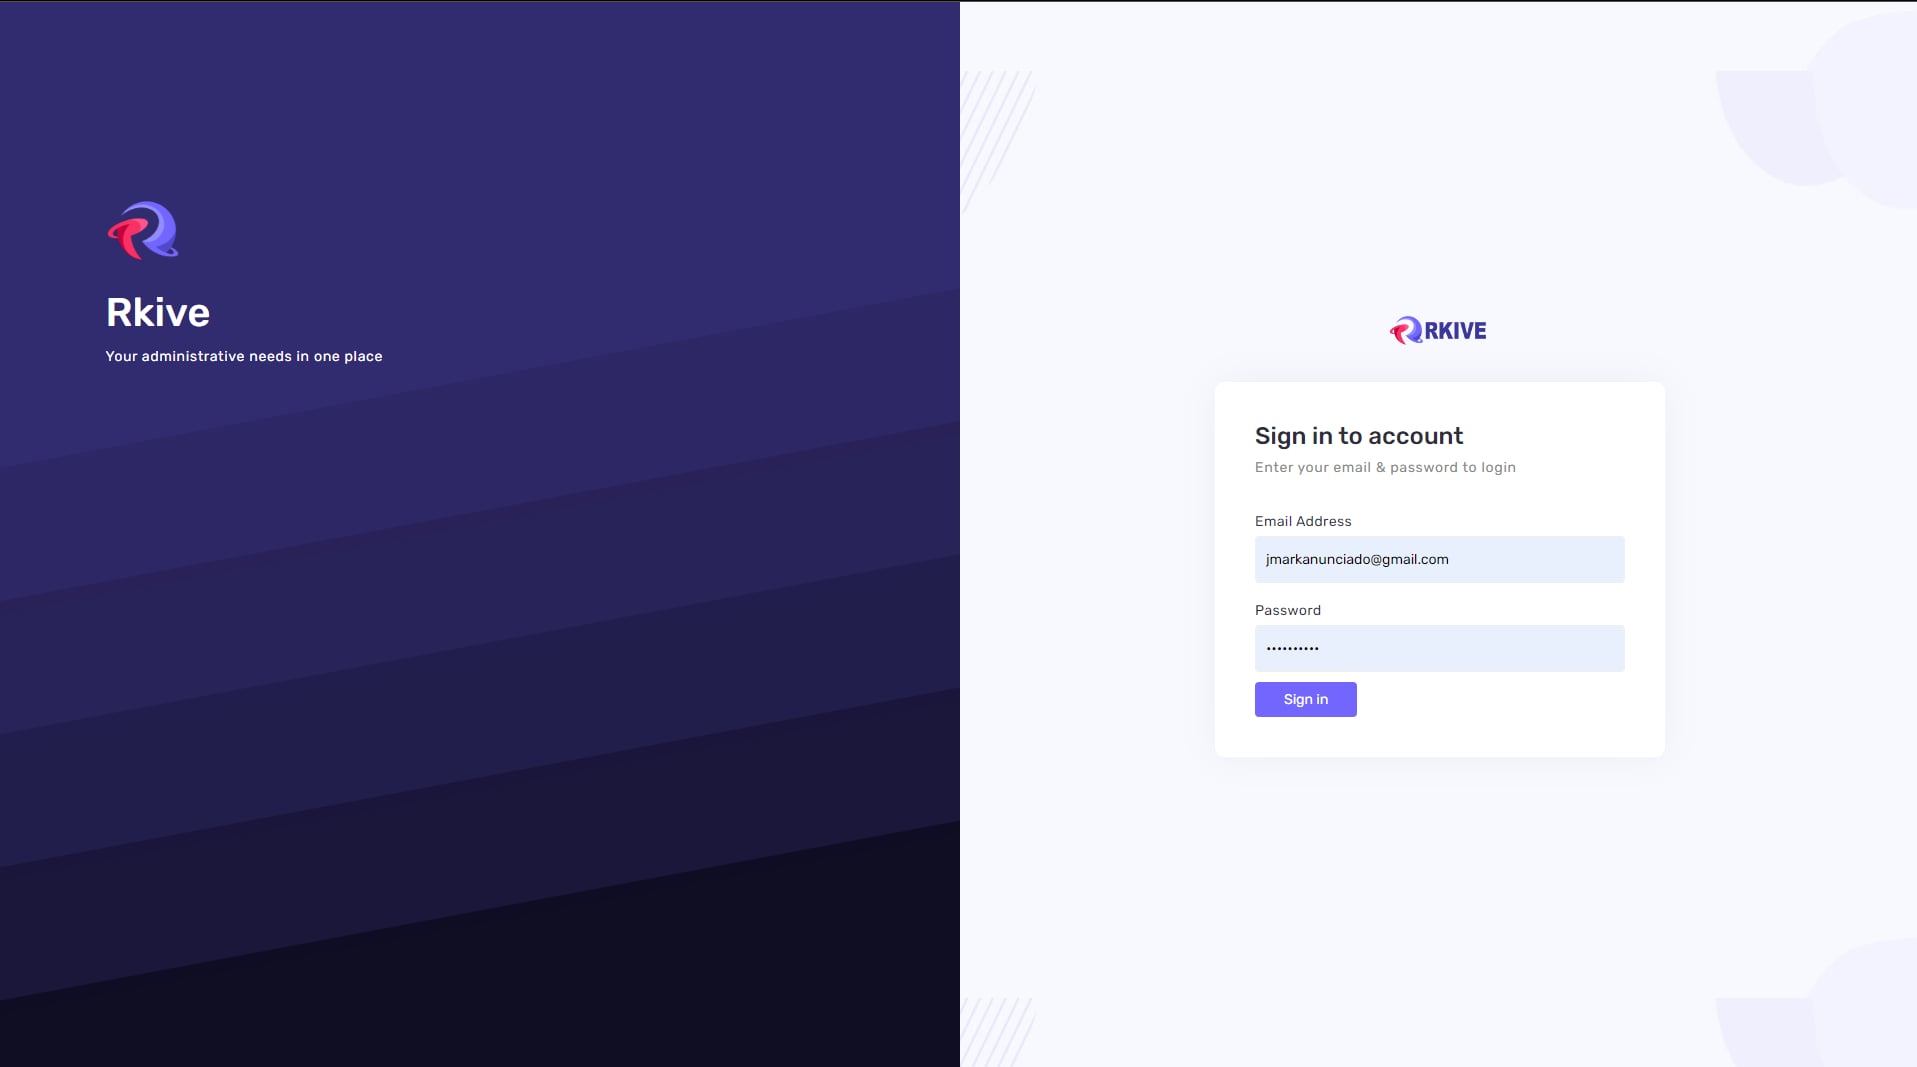 Rkive
Your administrative needs in one place
RKIVE
Sign in to account
Enter your email & password to login
Email Address
jmarkanunciado@gmail.com
Password
••••••••••
Sign in